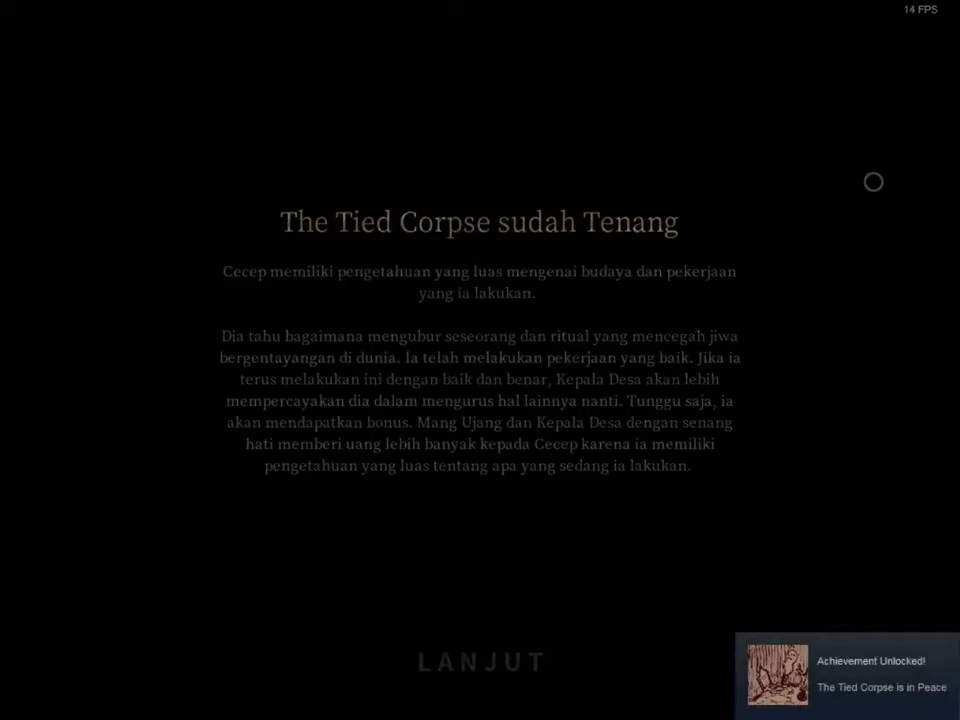 14 FPS
The Tied Corpse sudah Tenang
Cecep memiliki pengetahuan yang luas mengenai budaya dan pekerjaan
yang ia lakukan.
Dia tahu bagaimana mengubur seseorang dan ritual yang mencegah jiwa
bergentayangan di dunia. Ia telah melakukan pekerjaan yang baik. Jika ia
terus melakukan ini dengan baik dan benar, Kepala Desa akan lebih
mempercayakan dia dalam mengurus hal lainnya nanti. Tunggu saja, ia
akan mendapatkan bonus. Mang Ujang dan Kepala Desa dengan senang
hati memberi uang lebih banyak kepada Cecep karena ia memiliki
pengetahuan yang luas tentang apa yang sedang ia lakukan.
LANJUT
Achievement Unlocked!
The Tied Corpse is in Peace